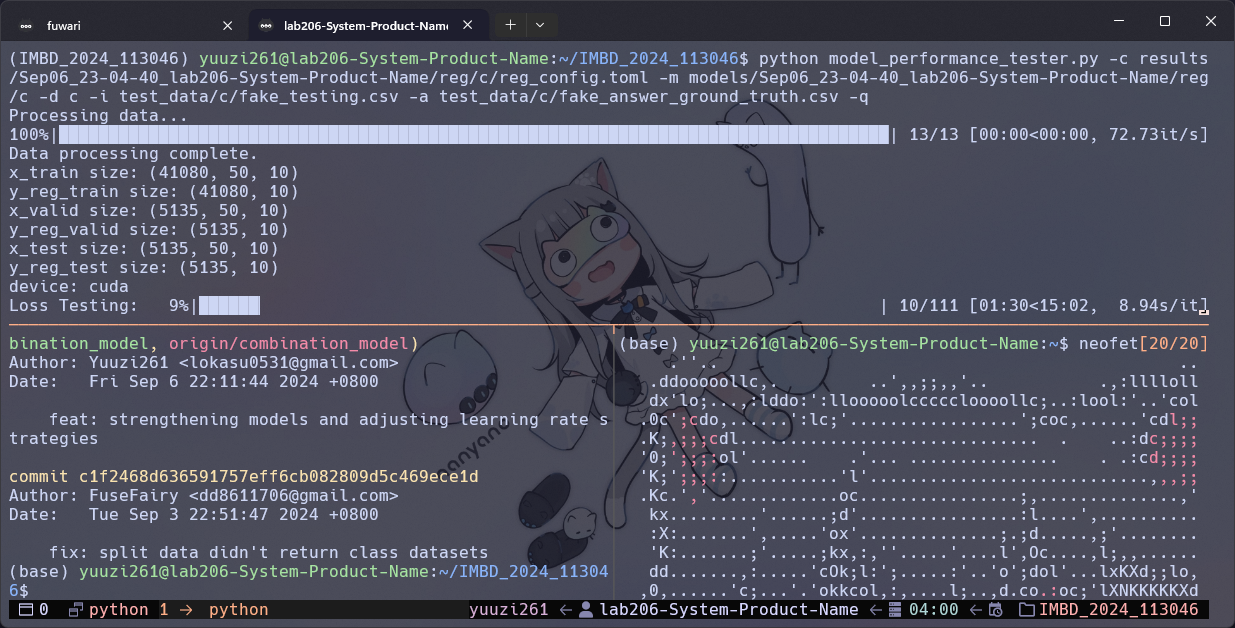 fuwari
lab206-System-Product-Name
(IMBD_2024_113046) yuuzi261@lab206-System-Product-Name:~/IMBD_2024_113046$ python model_performance_tester.py -c results
/Sep06_23-04-40_lab206-System-Product-Name/reg/c/reg_config.toml -m models/Sep06_23-04-40_lab206-System-Product-Name/reg
/c -d c -i test_data/c/fake_testing.csv -a test_data/c/fake_answer_ground_truth.csv -q
Processing data...
100%| | 13/13 [00:00<00:00, 72.73it/s]
Data processing complete.
x_train size: (41080, 50, 10)
y_reg_train size: (41080, 10)
x_valid size: (5135, 50, 10)
y_reg_valid size: (5135, 10)
x_test size: (5135, 50, 10)
y_reg_test size: (5135, 10)
device: cuda
Loss Testing:   9%| | 10/111 [01:30<15:02,  8.94s/it]
bination_model, origin/combination_model)
Author: Yuuzi261 <lokasu0531@gmail.com>
Date:   Fri Sep 6 22:11:44 2024 +0800
feat: strengthening models and adjusting learning rate s
trategies
commit c1f2468d636591757eff6cb082809d5c469ece1d
Author: FuseFairy <dd8611706@gmail.com>
Date:   Tue Sep 3 22:51:47 2024 +0800
fix: split data didn't return class datasets
(base) yuuzi261@lab206-System-Product-Name:~/IMBD_2024_11304
6$
(base) yuuzi261@lab206-System-Product-Name:~$ neofet[20/20]
0 python 1 → python
yuuzi261 ← lab206-System-Product-Name ← 04:00 ← IMBD_2024_113046